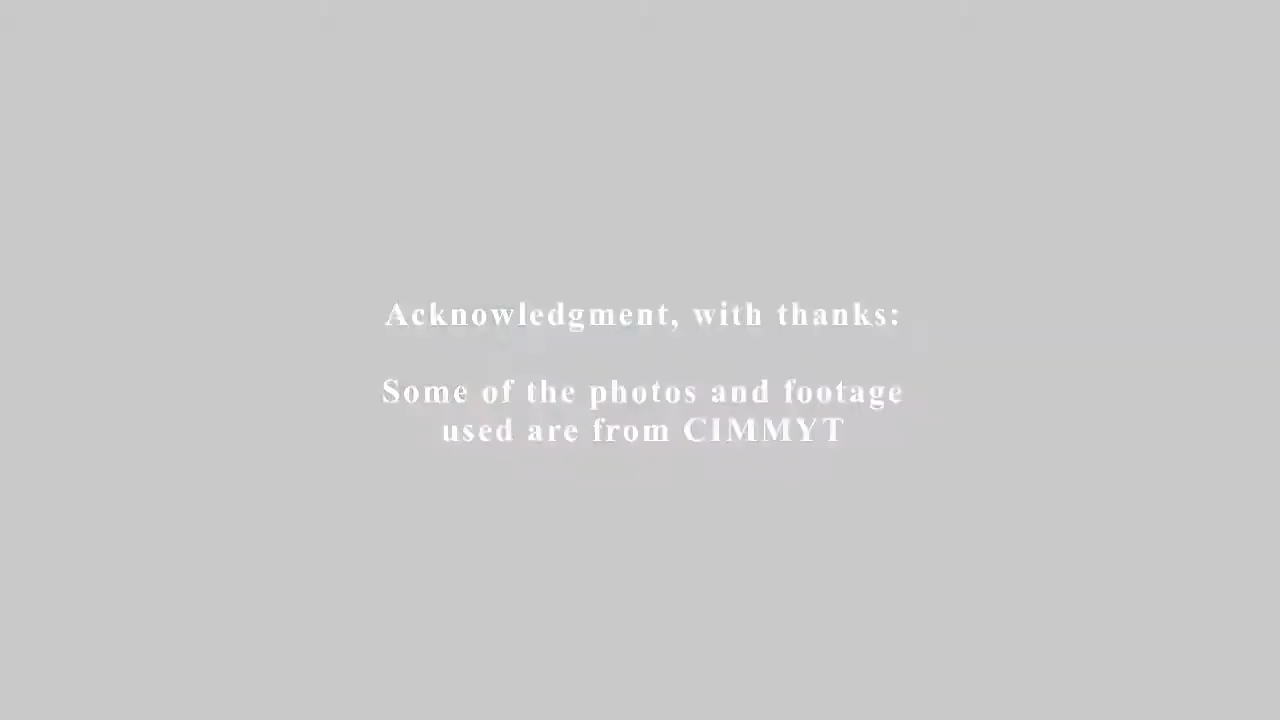 Acknowledgment, with thanks:
Some of the photos and footage
used are from CIMMYT